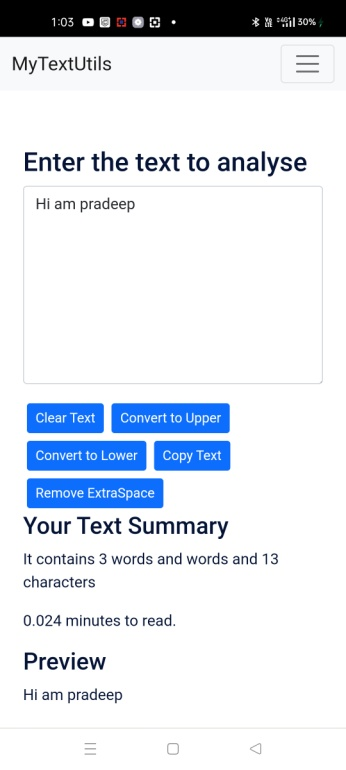 1:03 30%
MyTextUtils
Enter the text to analyse
Hi am pradeep
Clear Text Convert to Upper
Convert to Lower Copy Text
Remove ExtraSpace
Your Text Summary
It contains 3 words and words and 13
characters
0.024 minutes to read.
Preview
Hi am pradeep